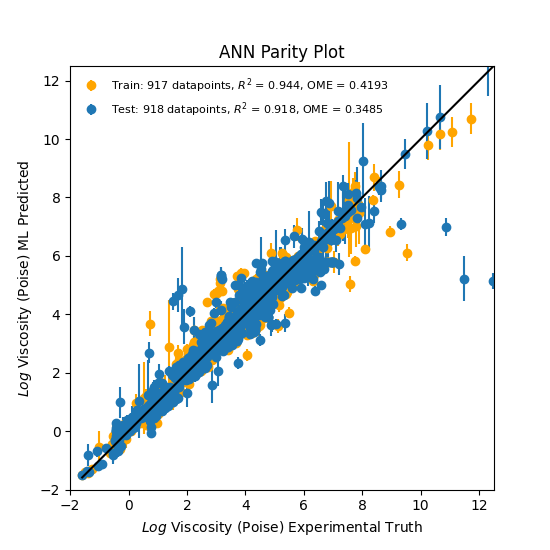 ANN Parity Plot
Train: 917 datapoints, R² = 0.944, OME = 0.4193
Test: 918 datapoints, R² = 0.918, OME = 0.3485
12
10
8
6
4
2
0
−2
Log Viscosity (Poise) ML Predicted
−2 0 2 4 6 8 10 12
Log Viscosity (Poise) Experimental Truth